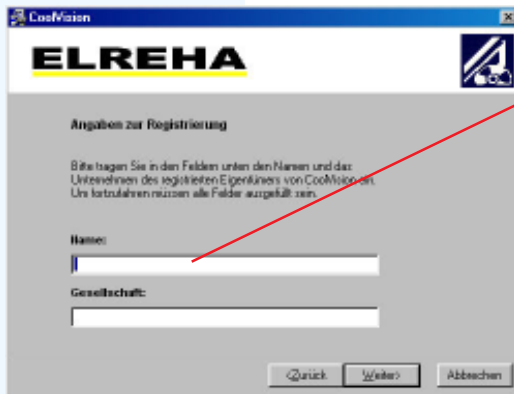 CoolVision
ELREHA
Angaben zur Registrierung
Bitte tragen Sie in den Feldern unten den Namen und das
Unternehmen des registrierten Eigentümers von CoolVision ein.
Um fortzufahren müssen alle Felder ausgefüllt sein.
Name:
Gesellschaft:
<Zurück Weiter> Abbrechen